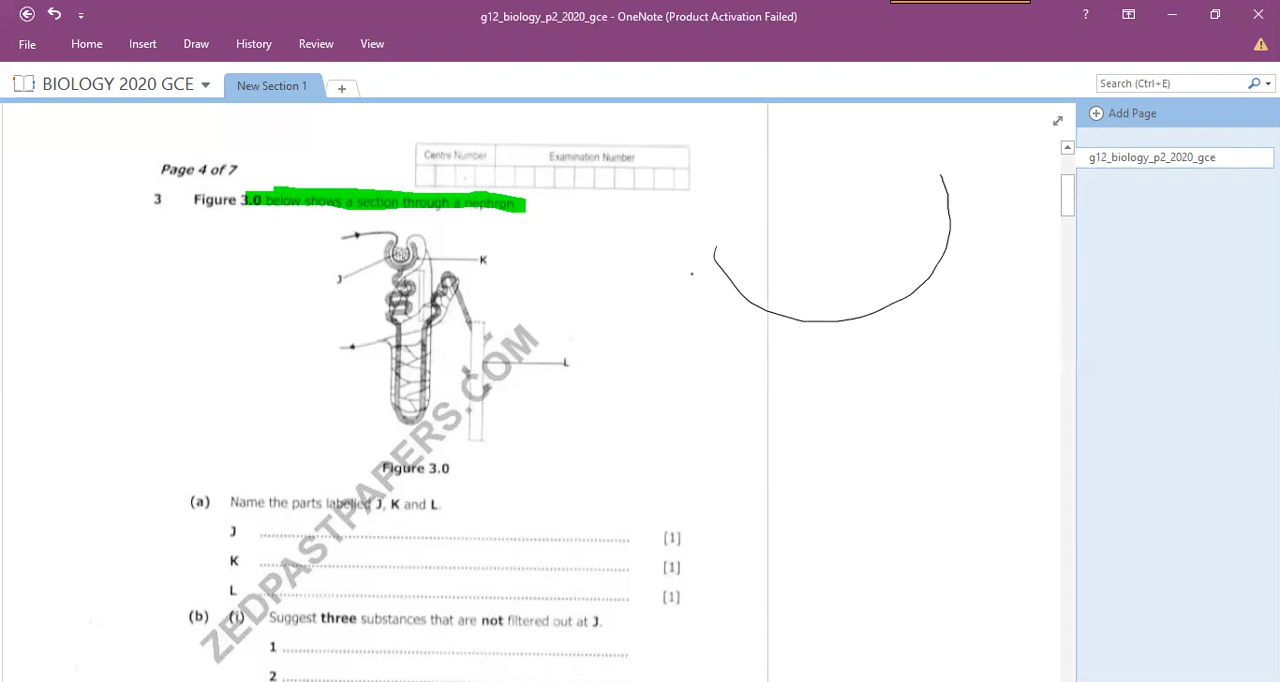 g12_biology_p2_2020_gce - OneNote (Product Activation Failed)
?
File Home Insert Draw History Review View
BIOLOGY 2020 GCE
New Section 1
+
Search (Ctrl+E)
Add Page
g12_biology_p2_2020_gce
Centre Number Examination Number
Page 4 of 7
3 Figure 3.0 below shows a section through a nephron
K
J
L
Figure 3.0
(a) Name the parts labelled J, K and L.
J ........ [1]
K ........ [1]
L ........ [1]
(b) (i) Suggest three substances that are not filtered out at J.
1 ........
2 ........
ZEDPASTPAPERS.COM